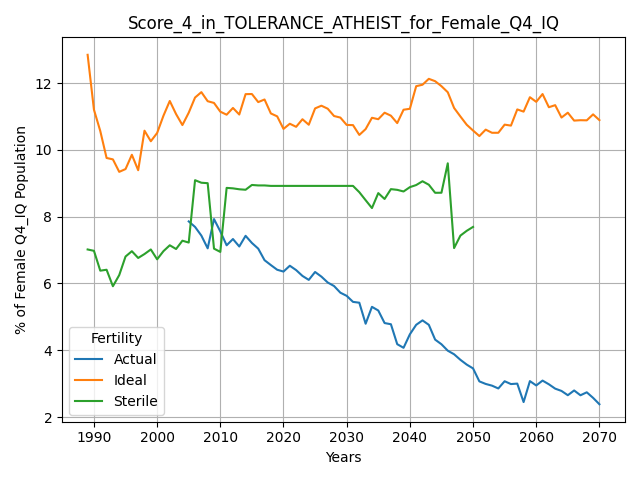 Score_4_in_TOLERANCE_ATHEIST_for_Female_Q4_IQ
% of Female Q4_IQ Population
12
10
8
6
4
2
Fertility
Actual
Ideal
Sterile
1990 2000 2010 2020 2030 2040 2050 2060 2070
Years